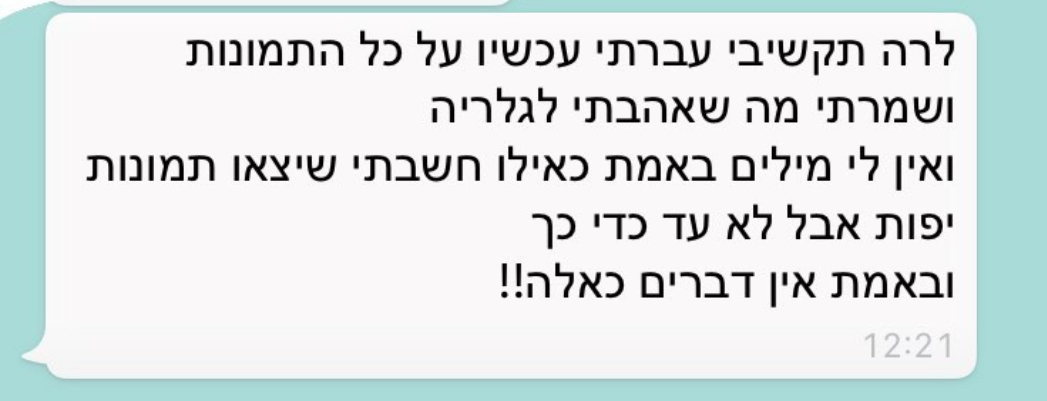 לרה תקשיבי עברתי עכשיו על כל התמונות
ושמרתי מה שאהבתי לגלריה
ואין לי מילים באמת כאילו חשבתי שיצאו תמונות
יפות אבל לא עד כדי כך
ובאמת אין דברים כאלה!!
12:21